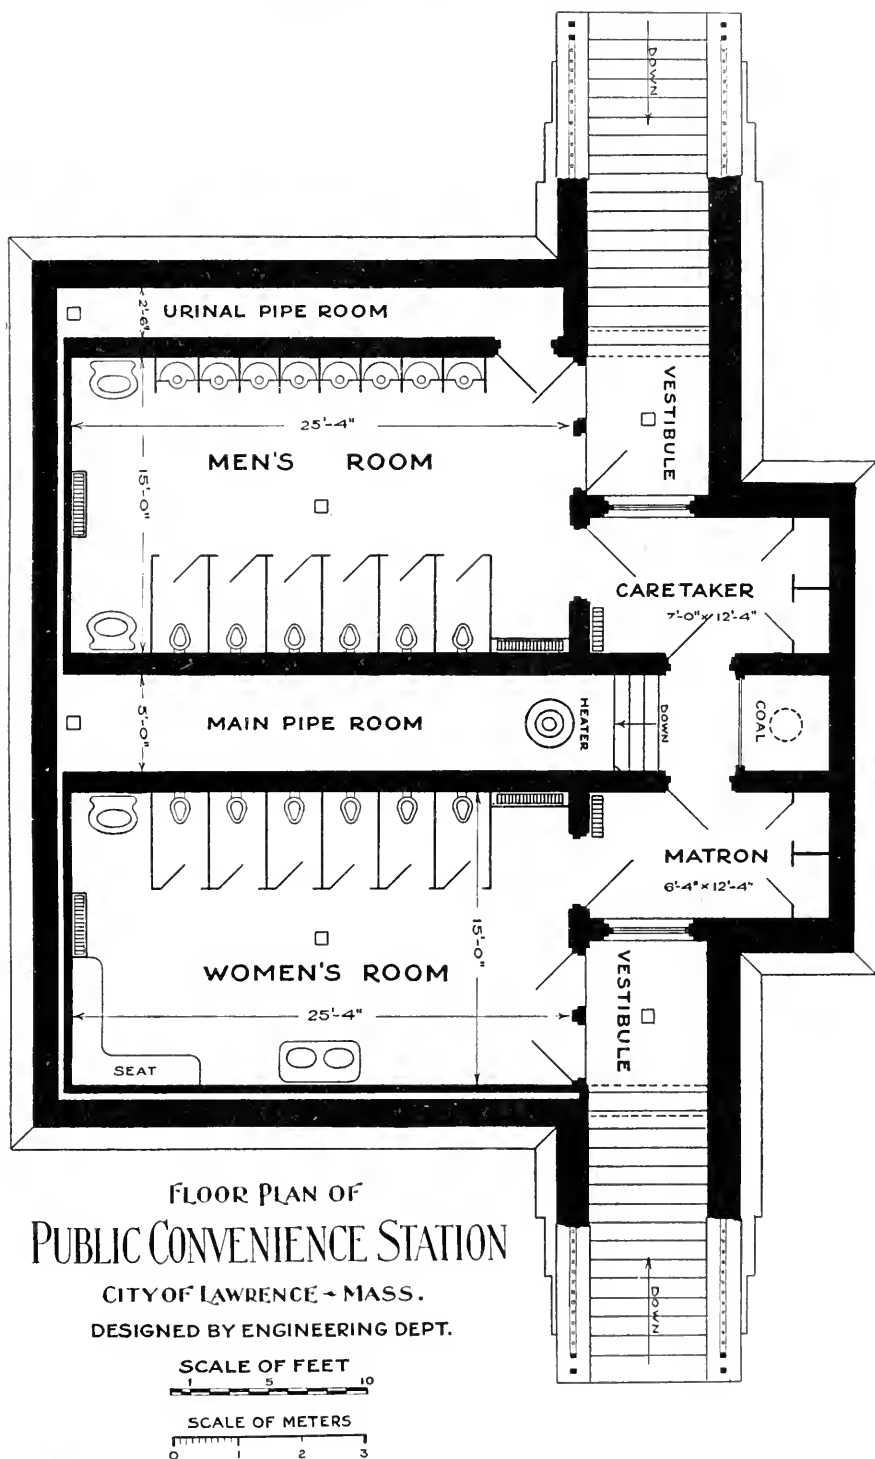 DOWN
2'-6"
URINAL PIPE ROOM
25'-4"
VESTIBULE
MEN'S ROOM
15'-0"
CARETAKER
7'-0" x 12'-4"
5'-0"
MAIN PIPE ROOM
HEATER
DOWN
COAL
MATRON
6'-4" x 12'-4"
15'-0"
WOMEN'S ROOM
VESTIBULE
25'-4"
SEAT
DOWN
FLOOR PLAN OF
PUBLIC CONVENIENCE STATION
CITY OF LAWRENCE - MASS.
DESIGNED BY ENGINEERING DEPT.
SCALE OF FEET
1 5 10
SCALE OF METERS
0 1 2 3